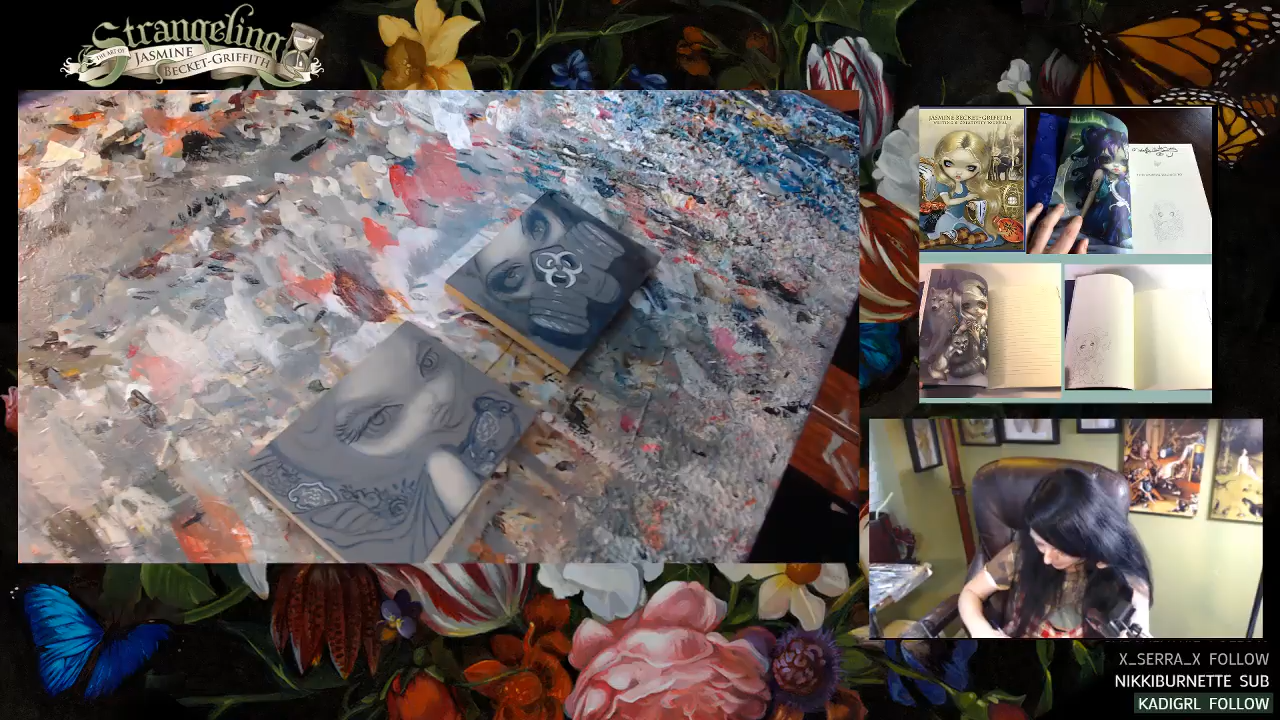 Strangeling
THE ART OF
JASMINE
BECKET-GRIFFITH
JASMINE BECKET-GRIFFITH
X_SERRA_X FOLLOW
NIKKIBURNETTE SUB
KADIGRL FOLLOW